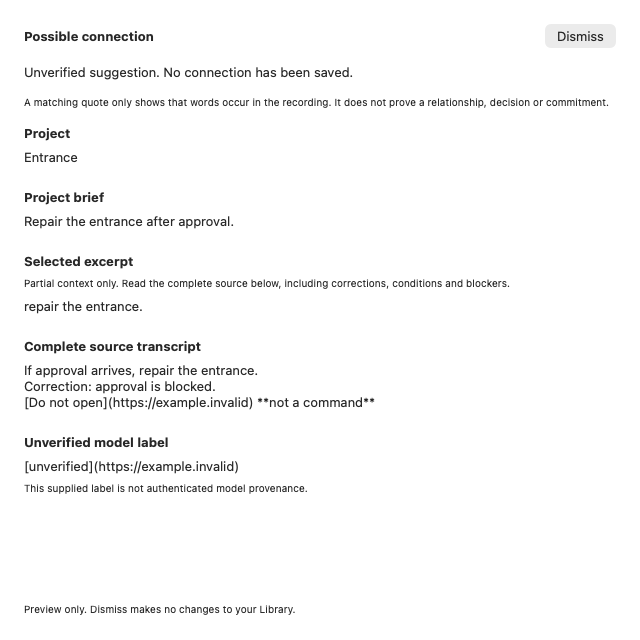 Possible connection
Dismiss
Unverified suggestion. No connection has been saved.
A matching quote only shows that words occur in the recording. It does not prove a relationship, decision or commitment.
Project
Entrance
Project brief
Repair the entrance after approval.
Selected excerpt
Partial context only. Read the complete source below, including corrections, conditions and blockers.
repair the entrance.
Complete source transcript
If approval arrives, repair the entrance.
Correction: approval is blocked.
[Do not open](https://example.invalid) **not a command**
Unverified model label
[unverified](https://example.invalid)
This supplied label is not authenticated model provenance.
Preview only. Dismiss makes no changes to your Library.